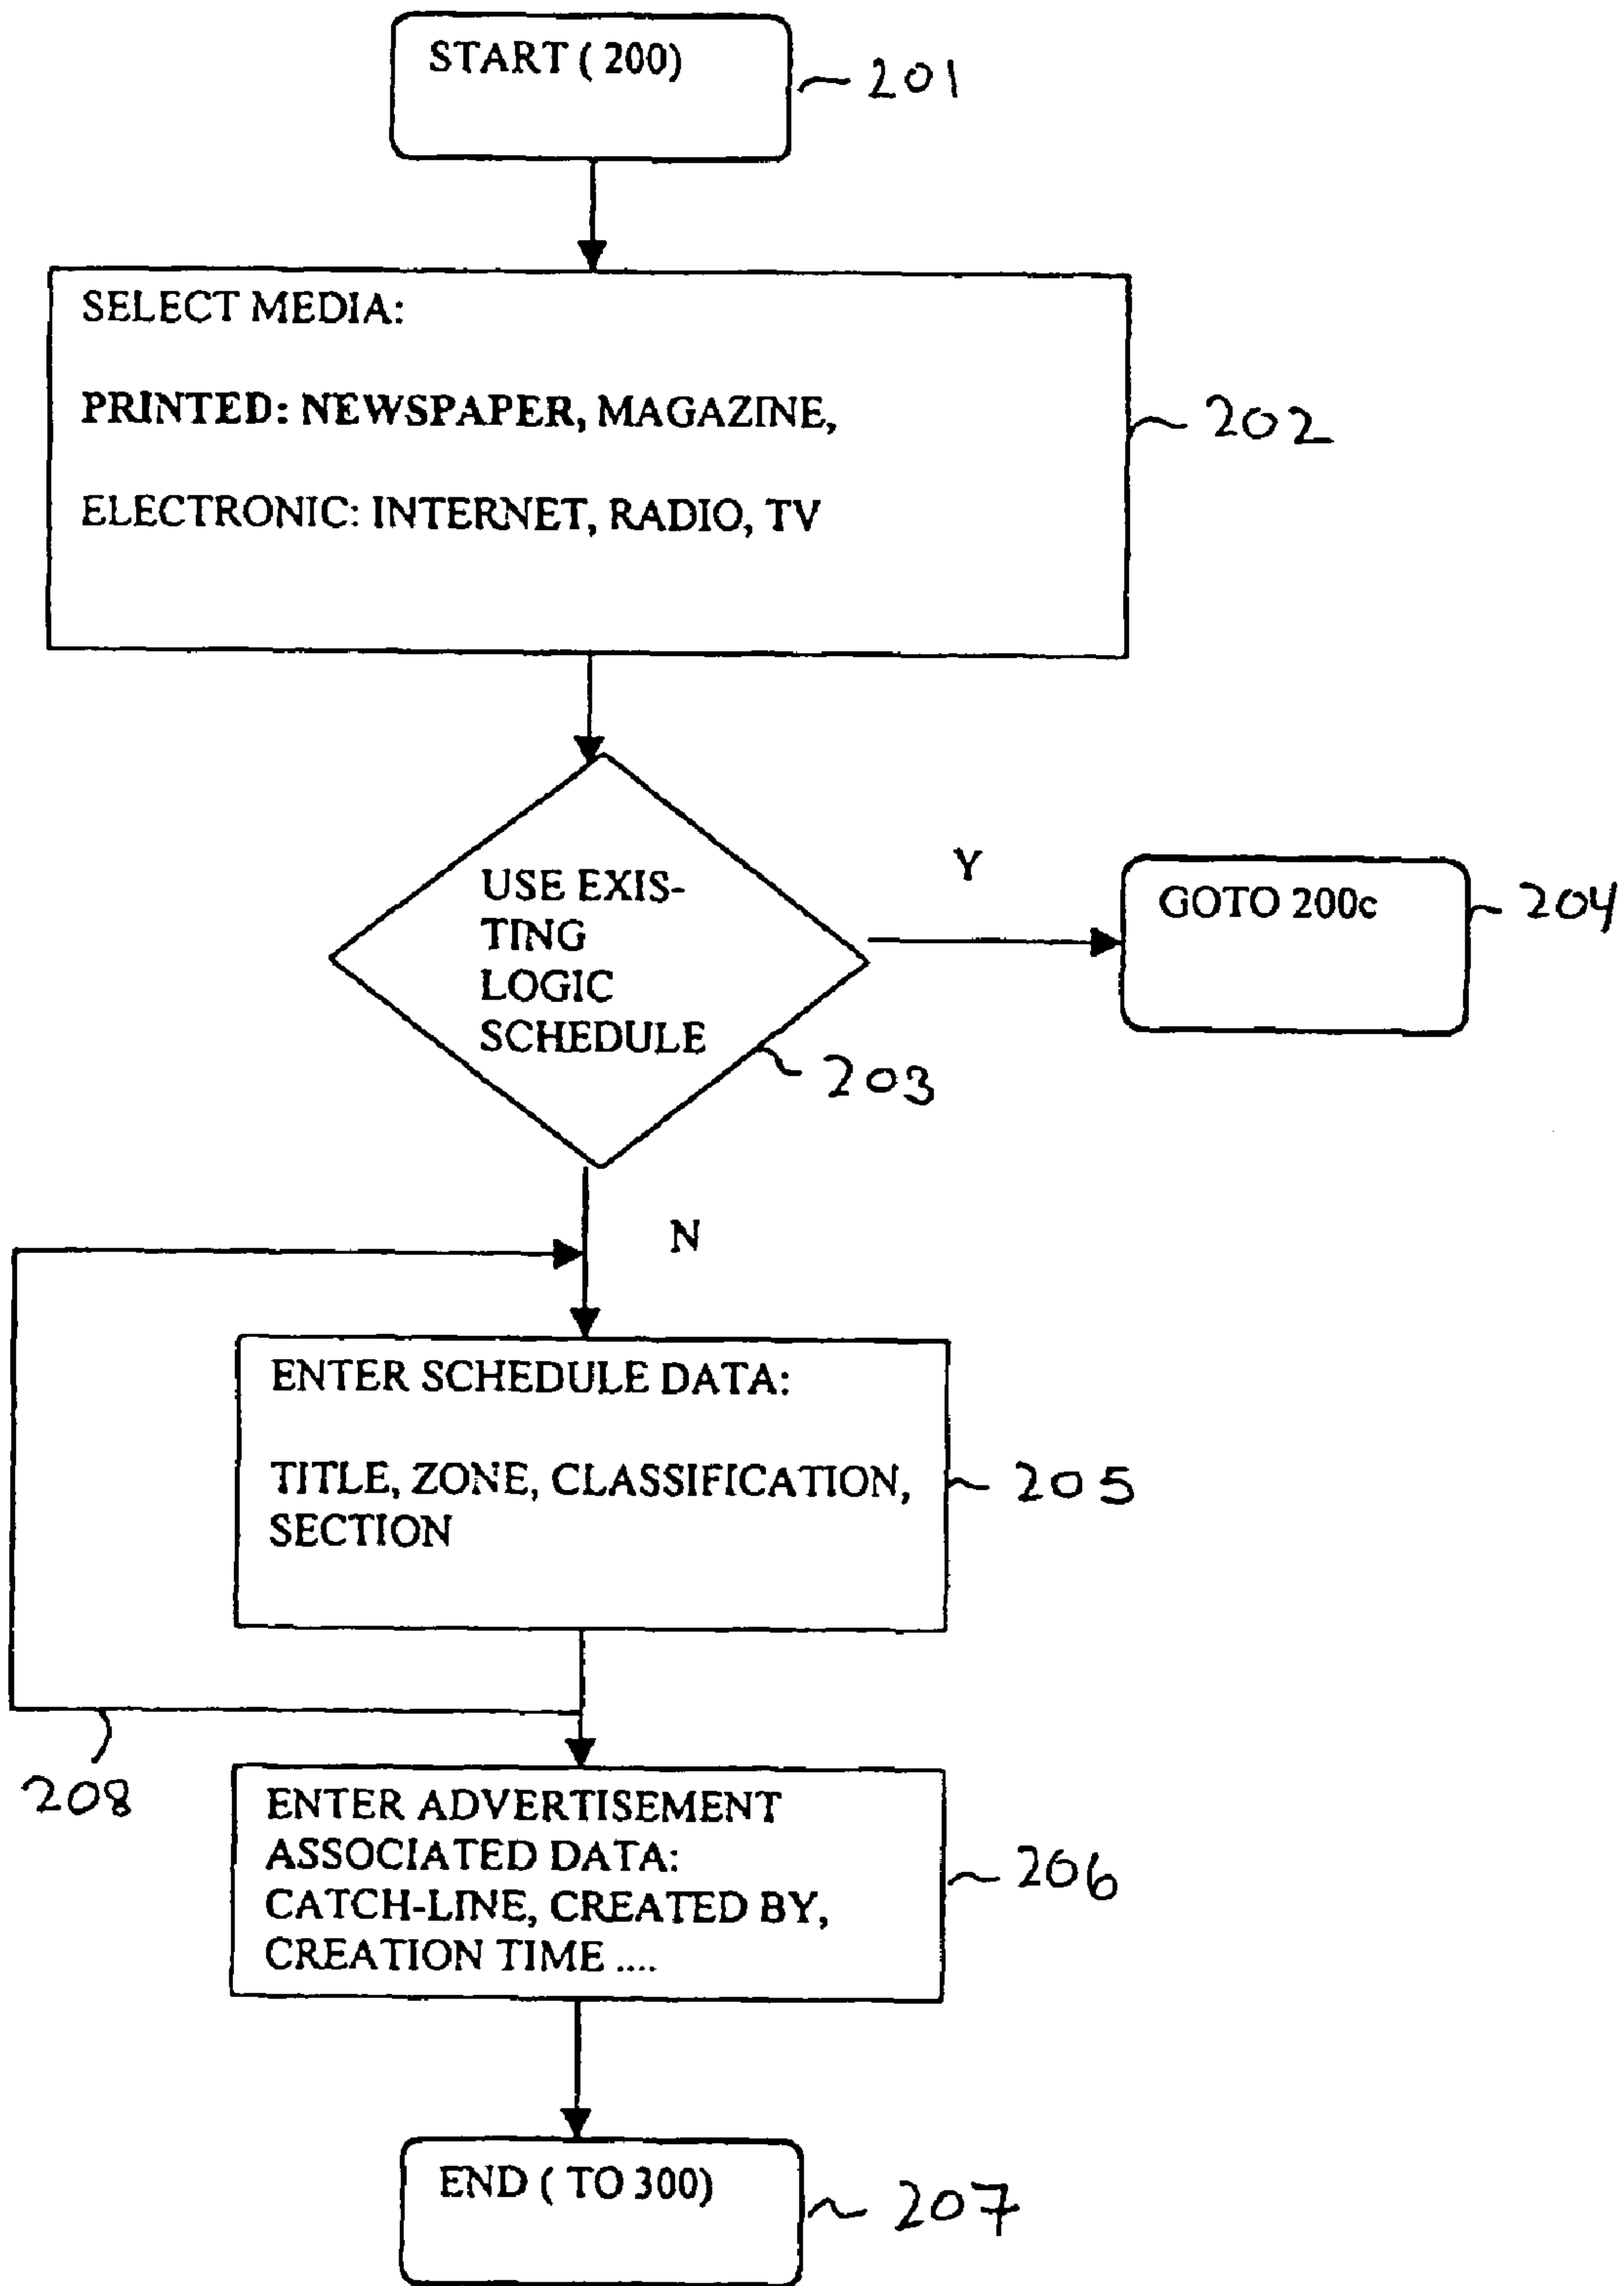 START ( 200)
201
SELECT MEDIA:
PRINTED: NEWSPAPER, MAGAZINE,
ELECTRONIC: INTERNET, RADIO, TV
202
USE EXIS-
TING
LOGIC
SCHEDULE
203
Y
GOTO 200c
204
N
ENTER SCHEDULE DATA:
TITLE, ZONE, CLASSIFICATION,
SECTION
205
208
ENTER ADVERTISEMENT
ASSOCIATED DATA:
CATCH-LINE, CREATED BY,
CREATION TIME ....
206
END ( TO 300)
207